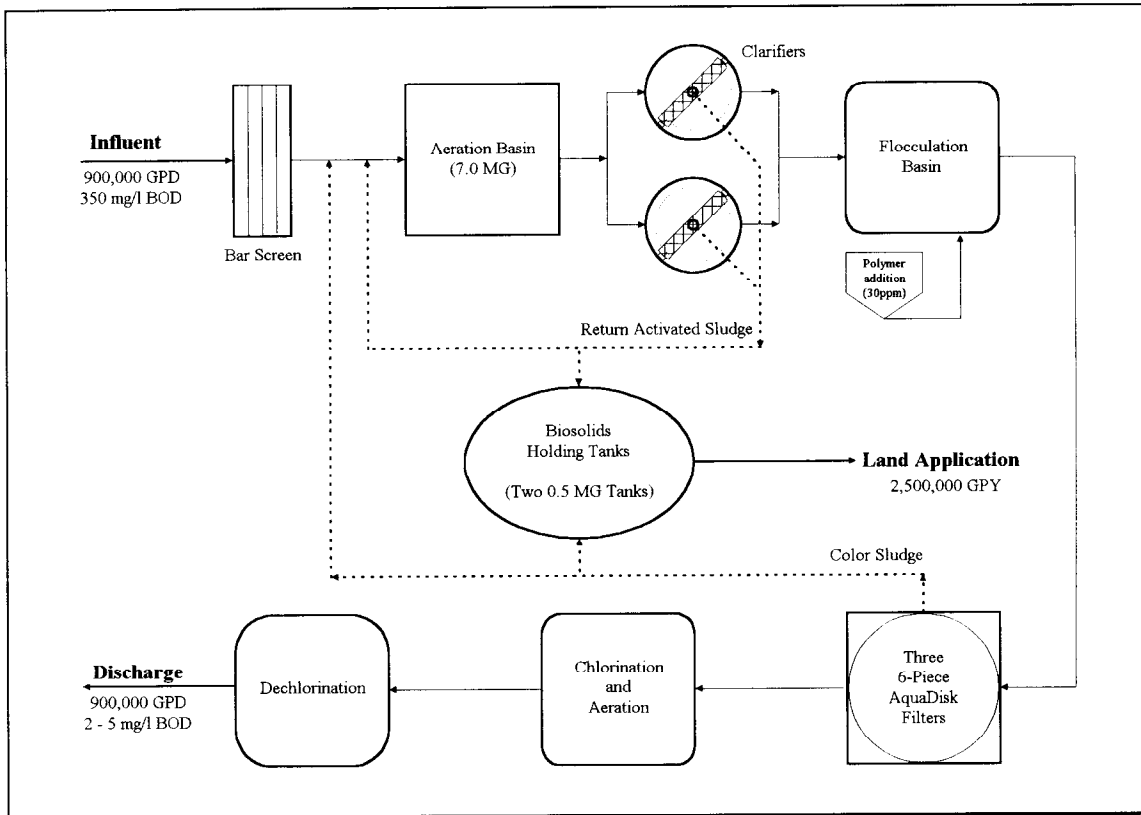 Clarifiers
Influent
900,000 GPD
350 mg/l BOD
Bar Screen
Aeration Basin
(7.0 MG)
Flocculation
Basin
Polymer
addition
(30ppm)
Return Activated Sludge
Biosolids
Holding Tanks
(Two 0.5 MG Tanks)
Land Application
2,500,000 GPY
Color Sludge
Discharge
900,000 GPD
2 - 5 mg/l BOD
Dechlorination
Chlorination
and
Aeration
Three
6-Piece
AquaDisk
Filters